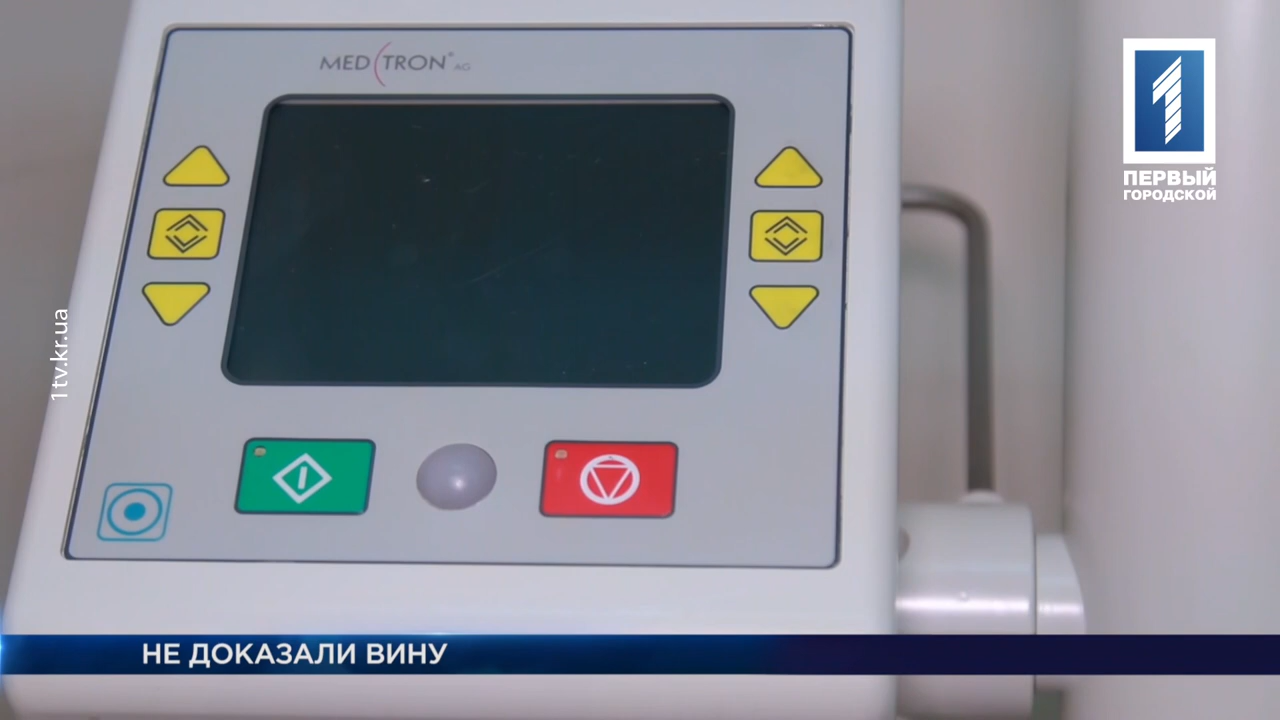 MED(TRON® AG
ПЕРВЫЙ
ГОРОДСКОЙ
1tv.kr.ua
НЕ ДОКАЗАЛИ ВИНУ